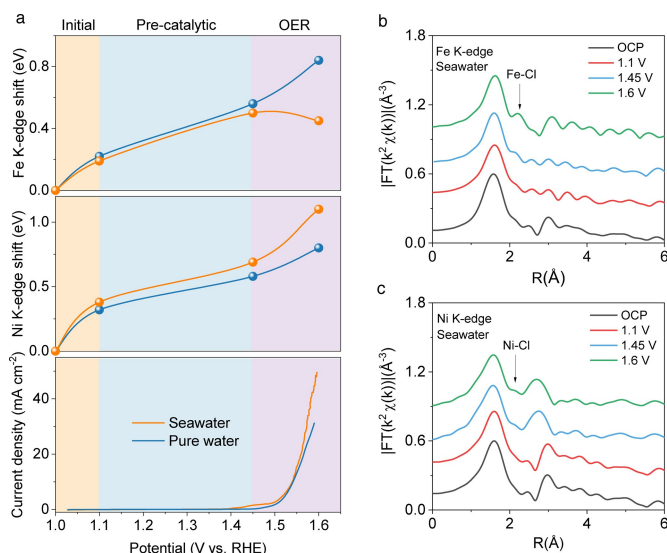 a
Initial Pre-catalytic OER
Fe K-edge shift (eV)
0.8
0.4
0.0
Ni K-edge shift (eV)
1.0
0.5
0.0
Current density (mA cm⁻²)
40
20
0
Seawater
Pure water
1.0 1.1 1.2 1.3 1.4 1.5 1.6
Potential (V vs. RHE)
b
Fe K-edge
Seawater
Fe-Cl
OCP
1.1 V
1.45 V
1.6 V
|FT(k² χ(k))|(Å⁻³)
1.8
1.2
0.6
0.0
0 2 4 6
R(Å)
c
Ni K-edge
Seawater
Ni-Cl
OCP
1.1 V
1.45 V
1.6 V
|FT(k² χ(k))|(Å⁻³)
1.8
1.2
0.6
0.0
0 2 4 6
R(Å)